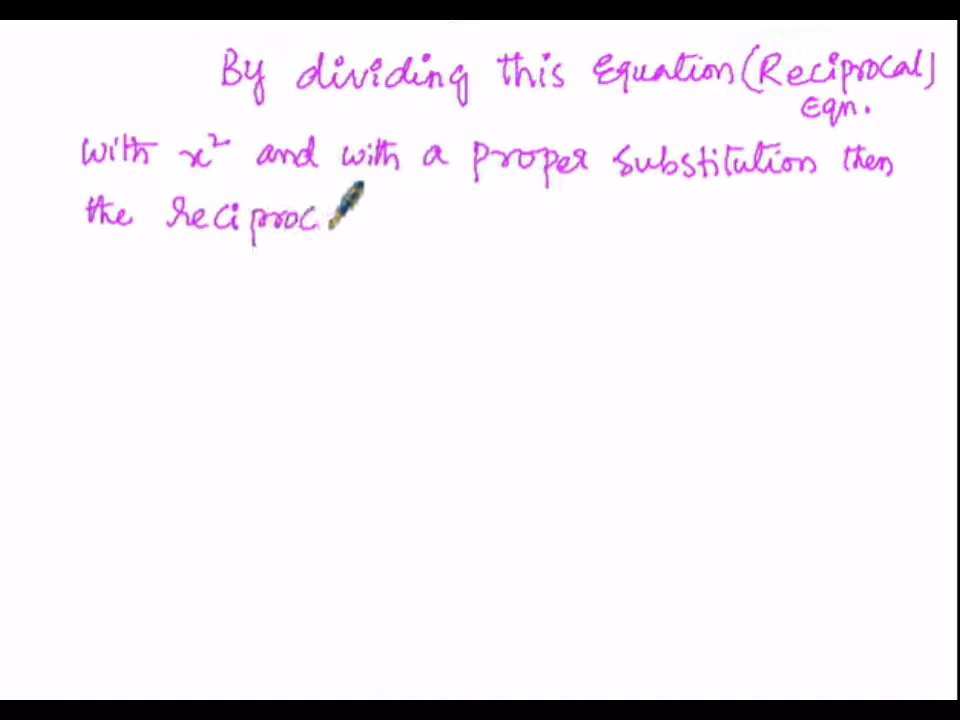 By dividing this Equation (Reciprocal)
Eqn.
with x² and with a proper substitution then
the reciproc